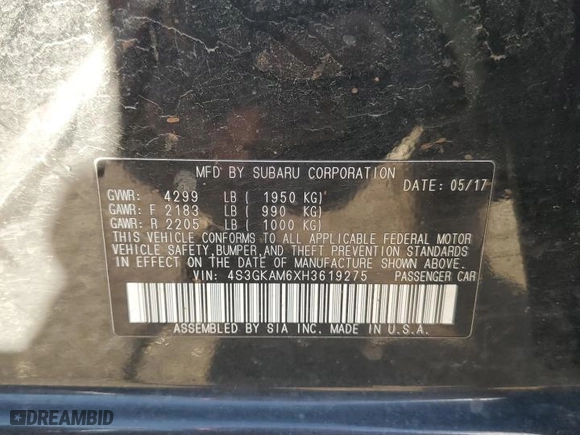 MFD BY SUBARU CORPORATION
DATE: 05/17
GVWR: 4299 LB ( 1950 KG)
GAWR: F 2183 LB ( 990 KG)
GAWR: R 2205 LB ( 1000 KG)
THIS VEHICLE CONFORMS TO ALL APPLICABLE FEDERAL MOTOR
VEHICLE SAFETY, BUMPER, AND THEFT PREVENTION STANDARDS
IN EFFECT ON THE DATE OF MANUFACTURE SHOWN ABOVE.
VIN: 4S3GKAM6XH3619275 PASSENGER CAR
ASSEMBLED BY SIA INC. MADE IN U.S.A.
DREAMBID